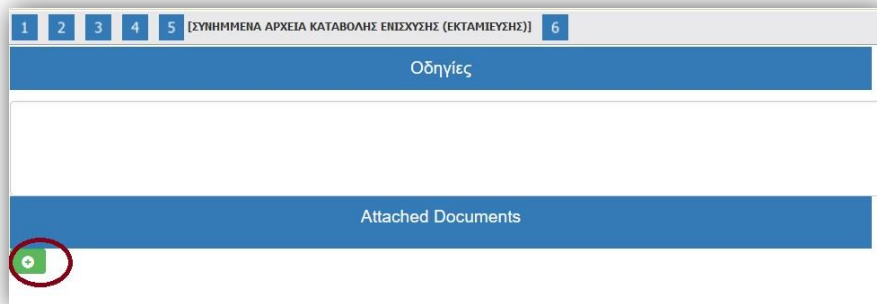 1 2 3 4 5 [ΣΥΝΗΜΜΕΝΑ ΑΡΧΕΙΑ ΚΑΤΑΒΟΛΗΣ ΕΝΙΣΧΥΣΗΣ (ΕΚΤΑΜΙΕΥΣΗΣ)] 6
Οδηγίες
Attached Documents